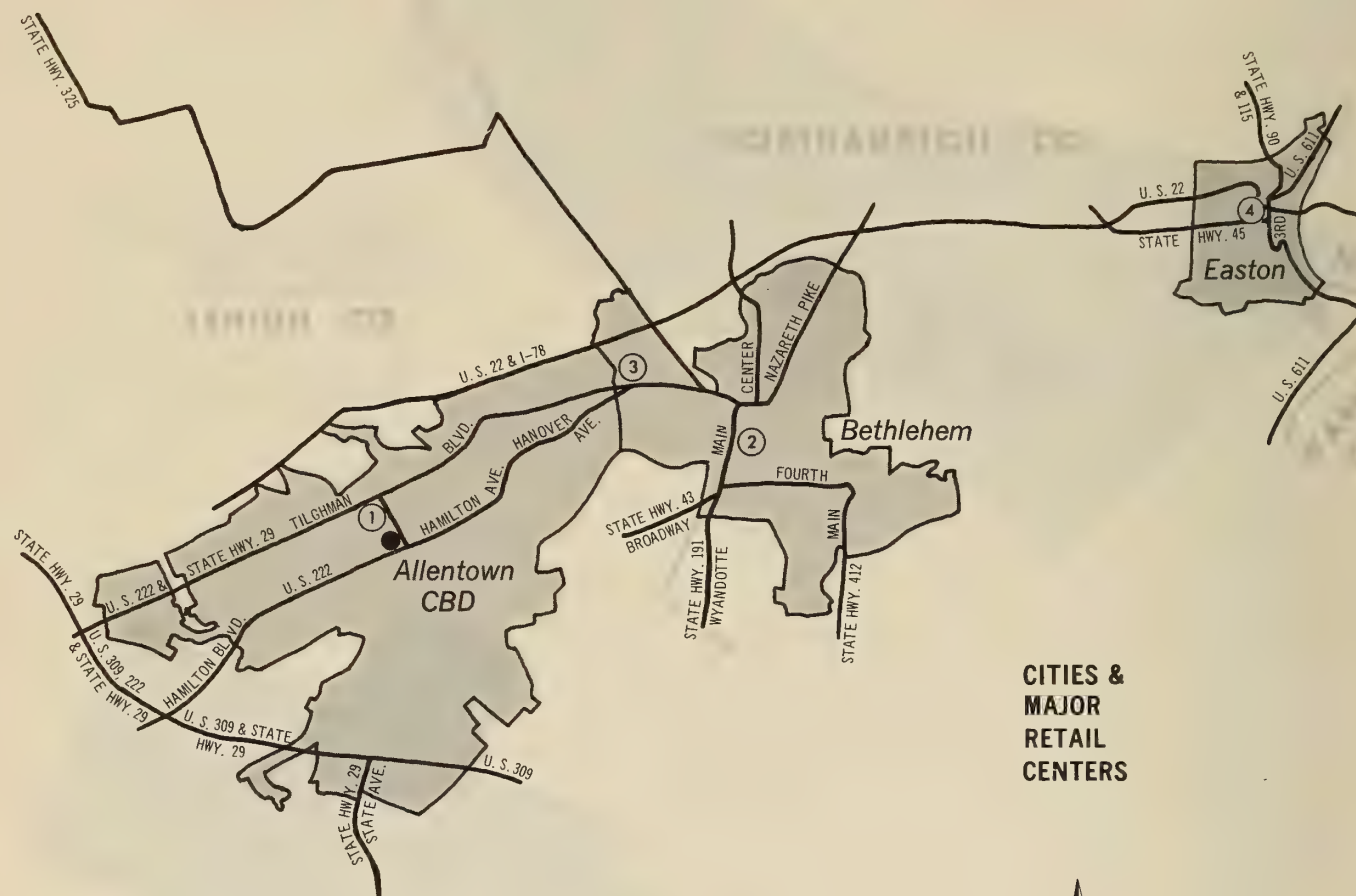 STATE HWY. 325
STATE HWY. 90
& 115
U.S. 611
U.S. 22
4
STATE HWY. 45
3RD
Easton
U.S. 611
U.S. 22 & I-78
3
CENTER
NAZARETH PIKE
BLVD.
HANOVER
AVE.
MAIN
2
Bethlehem
FOURTH
STATE HWY. 43
BROADWAY
MAIN
STATE HWY. 191
WYANDOTTE
STATE HWY. 412
TILGHMAN
1
HAMILTON AVE.
STATE HWY. 29
U.S. 222
Allentown
CBD
STATE HWY. 29
U.S. 222 &
U.S. 309, 222
& STATE HWY. 29
HAMILTON BLVD.
U.S. 309 & STATE
HWY. 29
U.S. 309
STATE HWY. 29
STATE AVE.
CITIES &
MAJOR
RETAIL
CENTERS